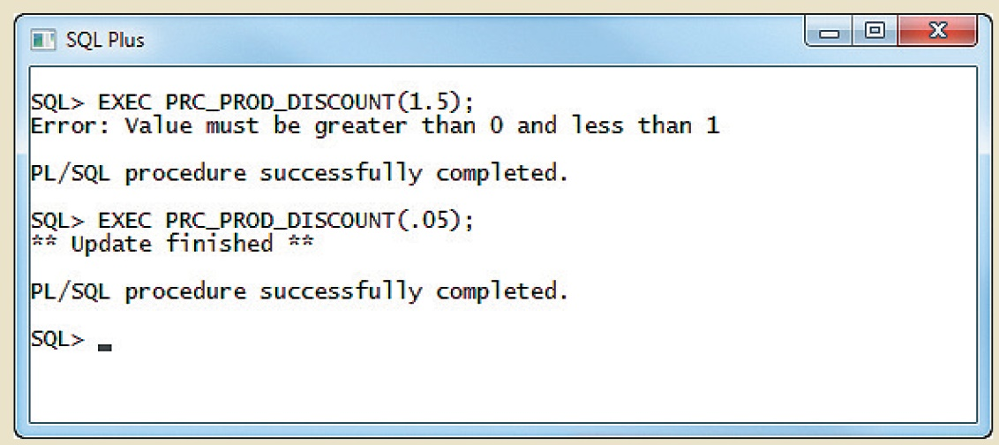 SQL Plus
SQL> EXEC PRC_PROD_DISCOUNT(1.5);
Error: Value must be greater than 0 and less than 1
PL/SQL procedure successfully completed.
SQL> EXEC PRC_PROD_DISCOUNT(.05);
** Update finished **
PL/SQL procedure successfully completed.
SQL> _